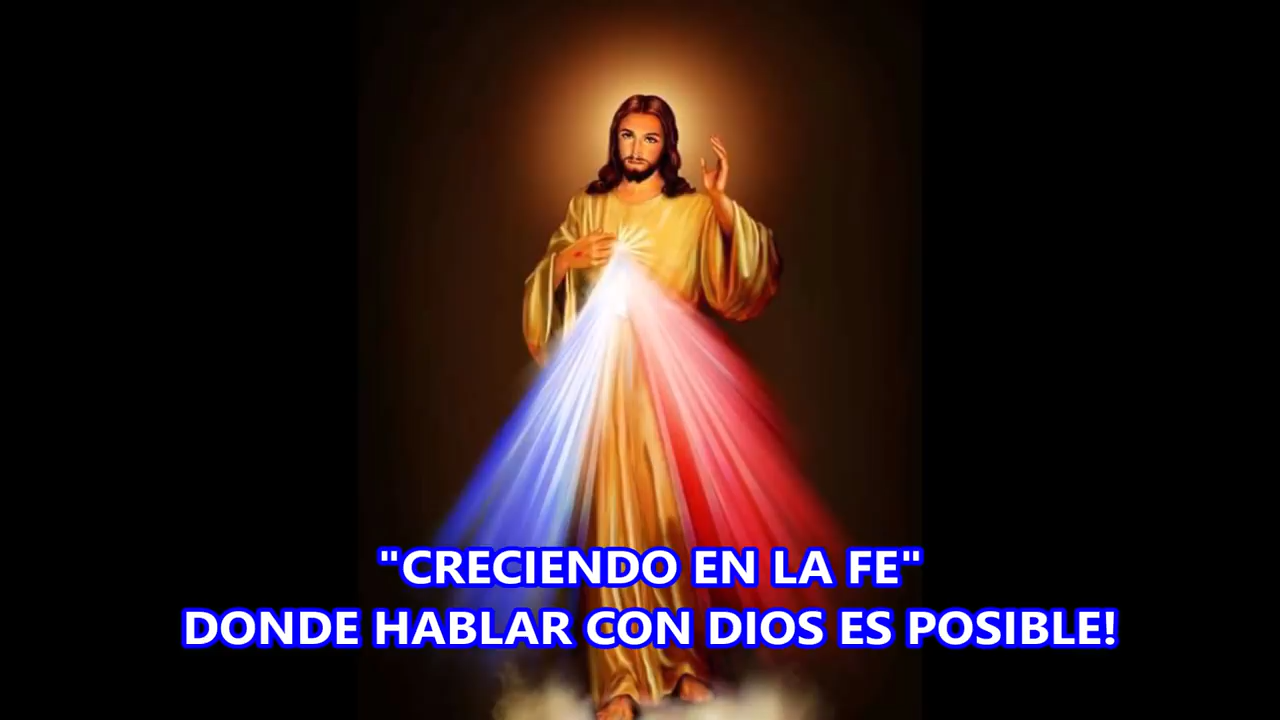 "CRECIENDO EN LA FE"
DONDE HABLAR CON DIOS ES POSIBLE!